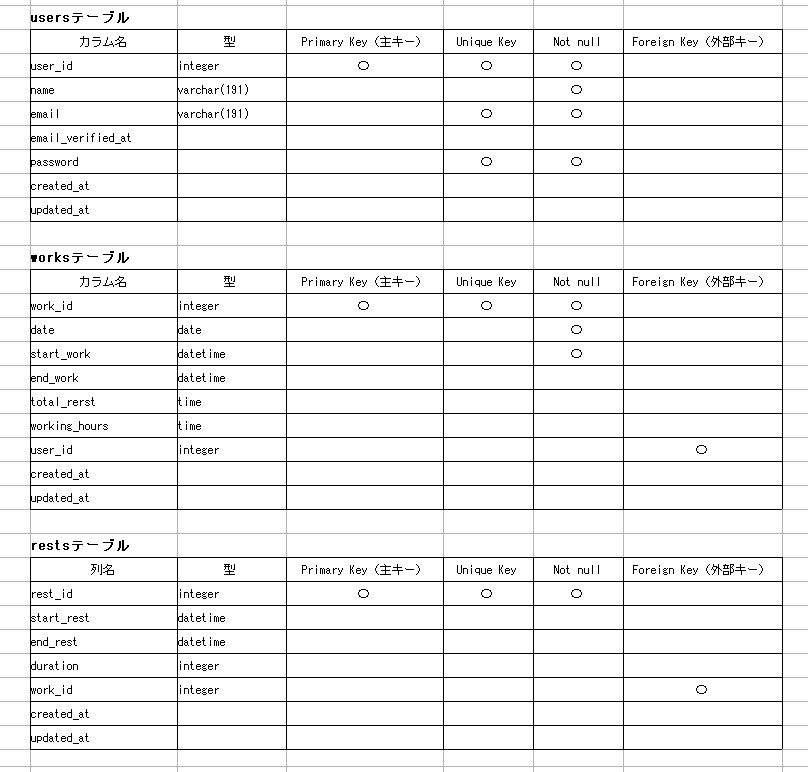 usersテーブル
カラム名 型 Primary Key（主キー） Unique Key Not null Foreign Key（外部キー）
user_id integer ○ ○ ○
name varchar(191) ○
email varchar(191) ○ ○
email_verified_at
password ○ ○
created_at
updated_at
worksテーブル
カラム名 型 Primary Key（主キー） Unique Key Not null Foreign Key（外部キー）
work_id integer ○ ○ ○
date date ○
start_work datetime ○
end_work datetime
total_rerst time
working_hours time
user_id integer ○
created_at
updated_at
restsテーブル
列名 型 Primary Key（主キー） Unique Key Not null Foreign Key（外部キー）
rest_id integer ○ ○ ○
start_rest datetime
end_rest datetime
duration integer
work_id integer ○
created_at
updated_at